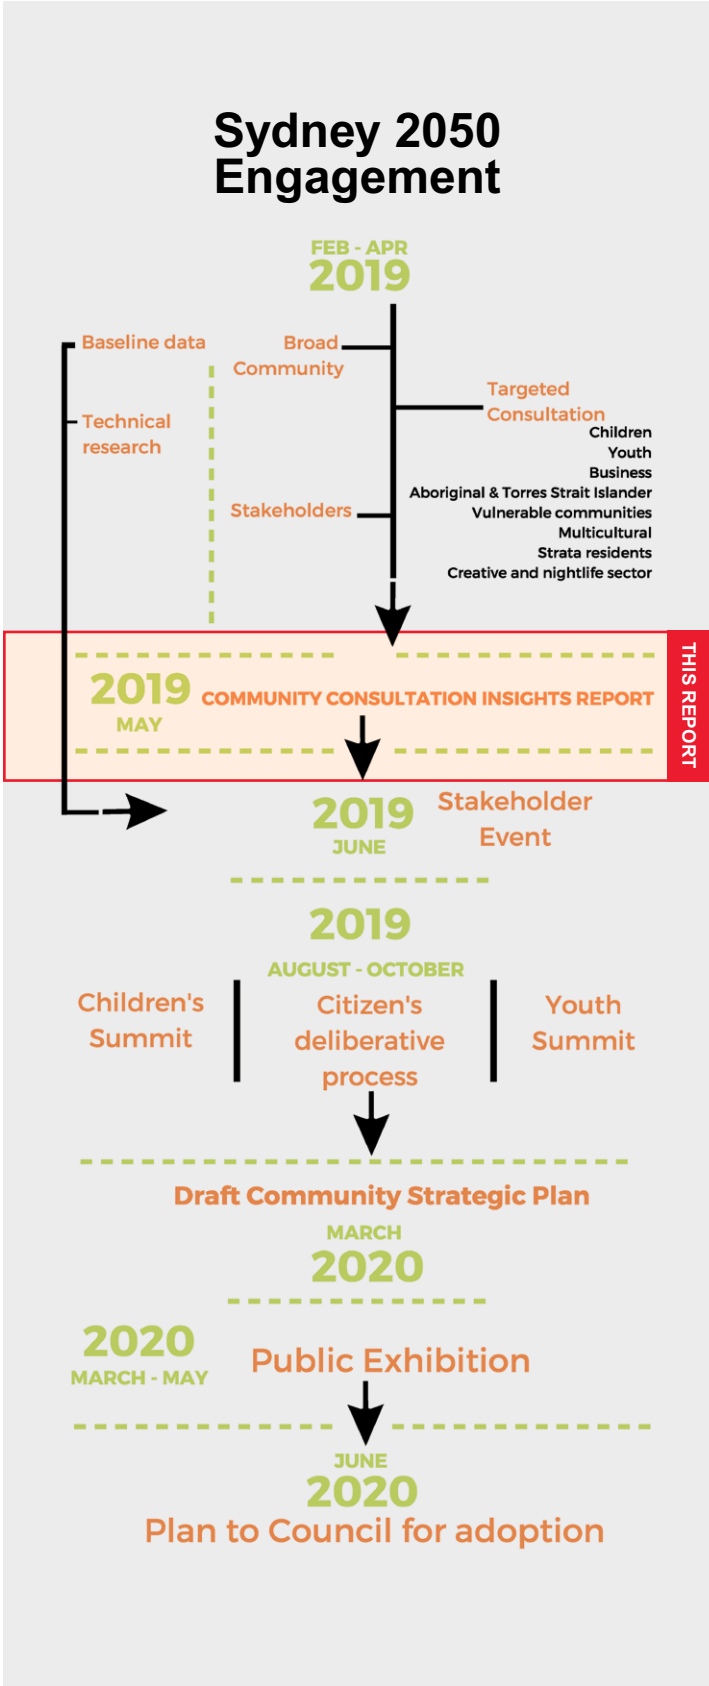 Sydney 2050
Engagement
FEB - APR
2019
Baseline data
Technical
research
Broad
Community
Targeted
Consultation
Children
Youth
Business
Aboriginal & Torres Strait Islander
Vulnerable communities
Multicultural
Strata residents
Creative and nightlife sector
Stakeholders
2019
MAY
COMMUNITY CONSULTATION INSIGHTS REPORT
THIS REPORT
2019
JUNE
Stakeholder
Event
2019
AUGUST - OCTOBER
Children's
Summit
Citizen's
deliberative
process
Youth
Summit
Draft Community Strategic Plan
MARCH
2020
2020
MARCH - MAY
Public Exhibition
JUNE
2020
Plan to Council for adoption